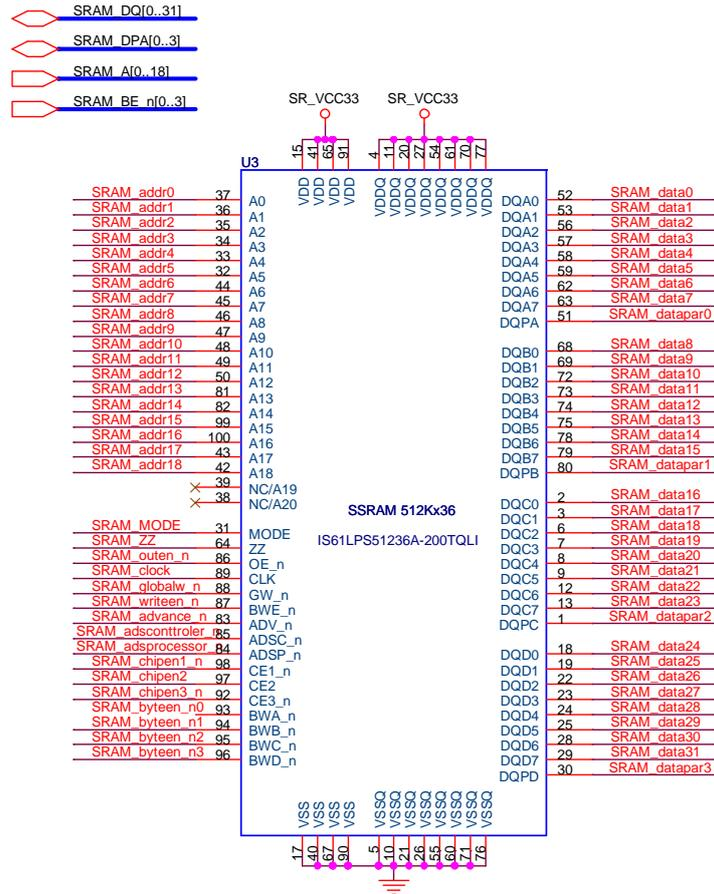 SRAM_DQ[0..31]
SRAM_DPA[0..3]
SRAM_A[0..18]
SRAM_BE_n[0..3]
SR_VCC33 SR_VCC33
15 41 65 91 4 11 20 27 54 61 70 77
U3
VDD VDD VDD VDD VDDQ VDDQ VDDQ VDDQ VDDQ VDDQ VDDQ VDDQ
SRAM_addr0 37 A0 DQA0 52 SRAM_data0
SRAM_addr1 36 A1 DQA1 53 SRAM_data1
SRAM_addr2 35 A2 DQA2 56 SRAM_data2
SRAM_addr3 34 A3 DQA3 57 SRAM_data3
SRAM_addr4 33 A4 DQA4 58 SRAM_data4
SRAM_addr5 32 A5 DQA5 59 SRAM_data5
SRAM_addr6 44 A6 DQA6 62 SRAM_data6
SRAM_addr7 45 A7 DQA7 63 SRAM_data7
SRAM_addr8 46 A8 DQPA 51 SRAM_datapar0
SRAM_addr9 47 A9
SRAM_addr10 48 A10 DQB0 68 SRAM_data8
SRAM_addr11 49 A11 DQB1 69 SRAM_data9
SRAM_addr12 50 A12 DQB2 72 SRAM_data10
SRAM_addr13 81 A13 DQB3 73 SRAM_data11
SRAM_addr14 82 A14 DQB4 74 SRAM_data12
SRAM_addr15 99 A15 DQB5 75 SRAM_data13
SRAM_addr16 100 A16 DQB6 78 SRAM_data14
SRAM_addr17 43 A17 DQB7 79 SRAM_data15
SRAM_addr18 42 A18 DQPB 80 SRAM_datapar1
39 NC/A19
38 NC/A20 DQC0 2 SRAM_data16
SSRAM 512Kx36 DQC1 3 SRAM_data17
SRAM_MODE 31 MODE DQC2 6 SRAM_data18
SRAM_ZZ 64 ZZ IS61LPS51236A-200TQLI DQC3 7 SRAM_data19
SRAM_outen_n 86 OE_n DQC4 8 SRAM_data20
SRAM_clock 89 CLK DQC5 9 SRAM_data21
SRAM_globalw_n 88 GW_n DQC6 12 SRAM_data22
SRAM_writeen_n 87 BWE_n DQC7 13 SRAM_data23
SRAM_advance_n 83 ADV_n DQPC 1 SRAM_datapar2
SRAM_adsconttroler_n 85 ADSC_n
SRAM_adsprocessor_n 84 ADSP_n DQD0 18 SRAM_data24
SRAM_chipen1_n 98 CE1_n DQD1 19 SRAM_data25
SRAM_chipen2 97 CE2 DQD2 22 SRAM_data26
SRAM_chipen3_n 92 CE3_n DQD3 23 SRAM_data27
SRAM_byteen_n0 93 BWA_n DQD4 24 SRAM_data28
SRAM_byteen_n1 94 BWB_n DQD5 25 SRAM_data29
SRAM_byteen_n2 95 BWC_n DQD6 28 SRAM_data30
SRAM_byteen_n3 96 BWD_n DQD7 29 SRAM_data31
DQPD 30 SRAM_datapar3
VSS VSS VSS VSS VSSQ VSSQ VSSQ VSSQ VSSQ VSSQ VSSQ VSSQ
17 40 67 90 5 10 21 26 55 60 71 76